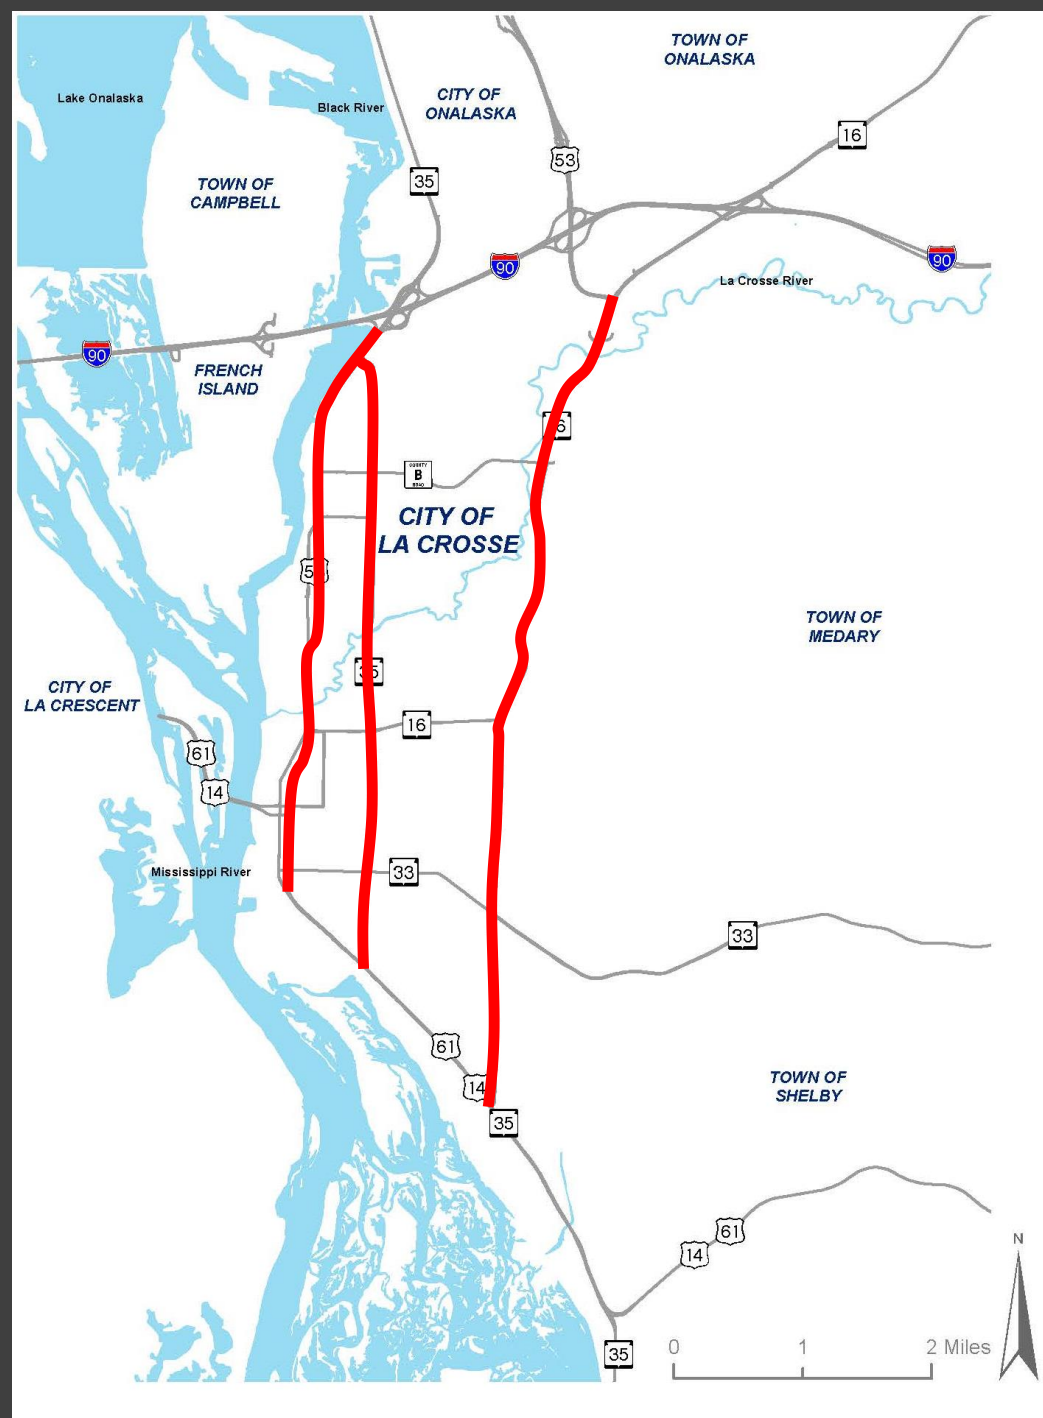 TOWN OF
ONALASKA
Lake Onalaska
CITY OF
ONALASKA
Black River
16
53
35
TOWN OF
CAMPBELL
90
90
La Crosse River
90
FRENCH
ISLAND
COUNTY
B
ROAD
CITY OF
LA CROSSE
TOWN OF
MEDARY
35
CITY OF
LA CRESCENT
16
61
14
Mississippi River
33
33
61
14
35
TOWN OF
SHELBY
61
14
N
0 1 2 Miles
35